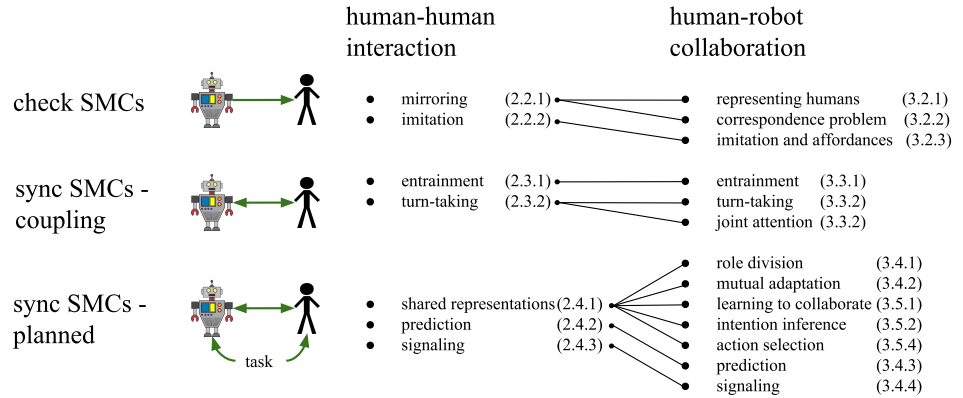 human-human
interaction
human-robot
collaboration
check SMCs
mirroring (2.2.1)
imitation (2.2.2)
representing humans (3.2.1)
correspondence problem (3.2.2)
imitation and affordances (3.2.3)
sync SMCs -
coupling
entrainment (2.3.1)
turn-taking (2.3.2)
entrainment (3.3.1)
turn-taking (3.3.2)
joint attention (3.3.2)
sync SMCs -
planned
task
shared representations (2.4.1)
prediction (2.4.2)
signaling (2.4.3)
role division (3.4.1)
mutual adaptation (3.4.2)
learning to collaborate (3.5.1)
intention inference (3.5.2)
action selection (3.5.4)
prediction (3.4.3)
signaling (3.4.4)